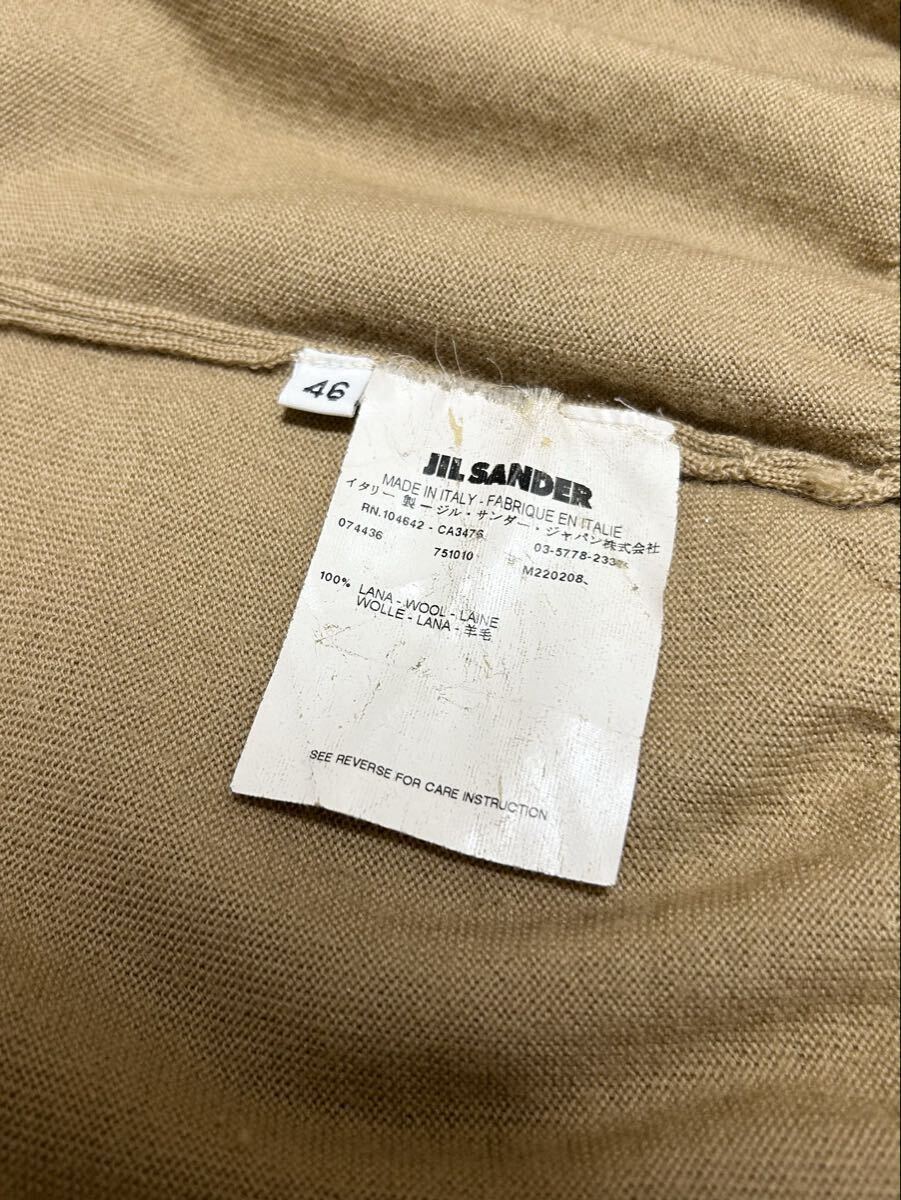 46
JIL SANDER
MADE IN ITALY - FABRIQUE EN ITALIE
イタリー 製 ー ジル・サンダー・ジャパン株式会社
RN.104642 - CA3476 03-5778-233
074436 751010 M220208
100% LANA - WOOL - LAINE
WOLLE - LANA - 羊毛
SEE REVERSE FOR CARE INSTRUCTION